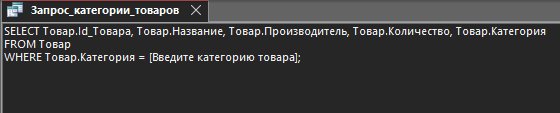 Запрос_категории_товаров
SELECT Товар.Id_Товара, Товар.Название, Товар.Производитель, Товар.Количество, Товар.Категория
FROM Товар
WHERE Товар.Категория = [Введите категорию товара];